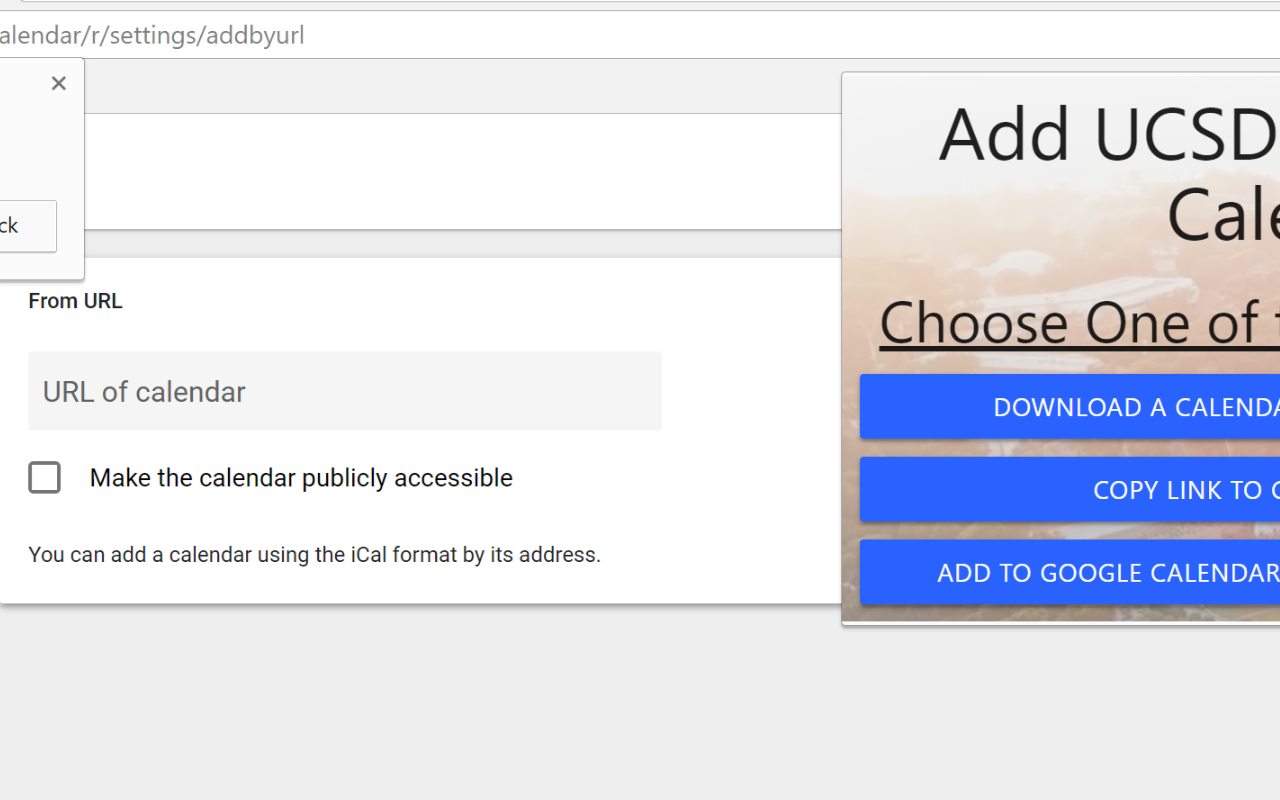 alendar/r/settings/addbyurl
ck
From URL
URL of calendar
Make the calendar publicly accessible
You can add a calendar using the iCal format by its address.
Add UCSD
Cale
Choose One of
DOWNLOAD A CALENDA
COPY LINK TO
ADD TO GOOGLE CALENDAR